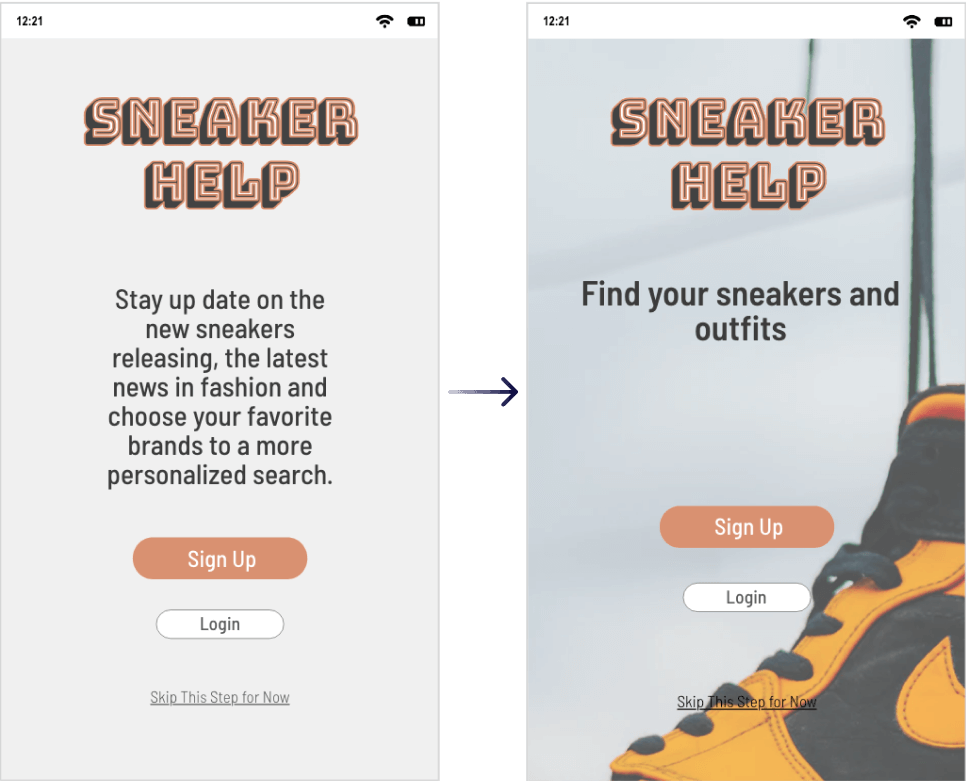 12:21
SNEAKER
HELP
Stay up date on the
new sneakers
releasing, the latest
news in fashion and
choose your favorite
brands to a more
personalized search.
Sign Up
Login
Skip This Step for Now
12:21
SNEAKER
HELP
Find your sneakers and
outfits
Sign Up
Login
Skip This Step for Now